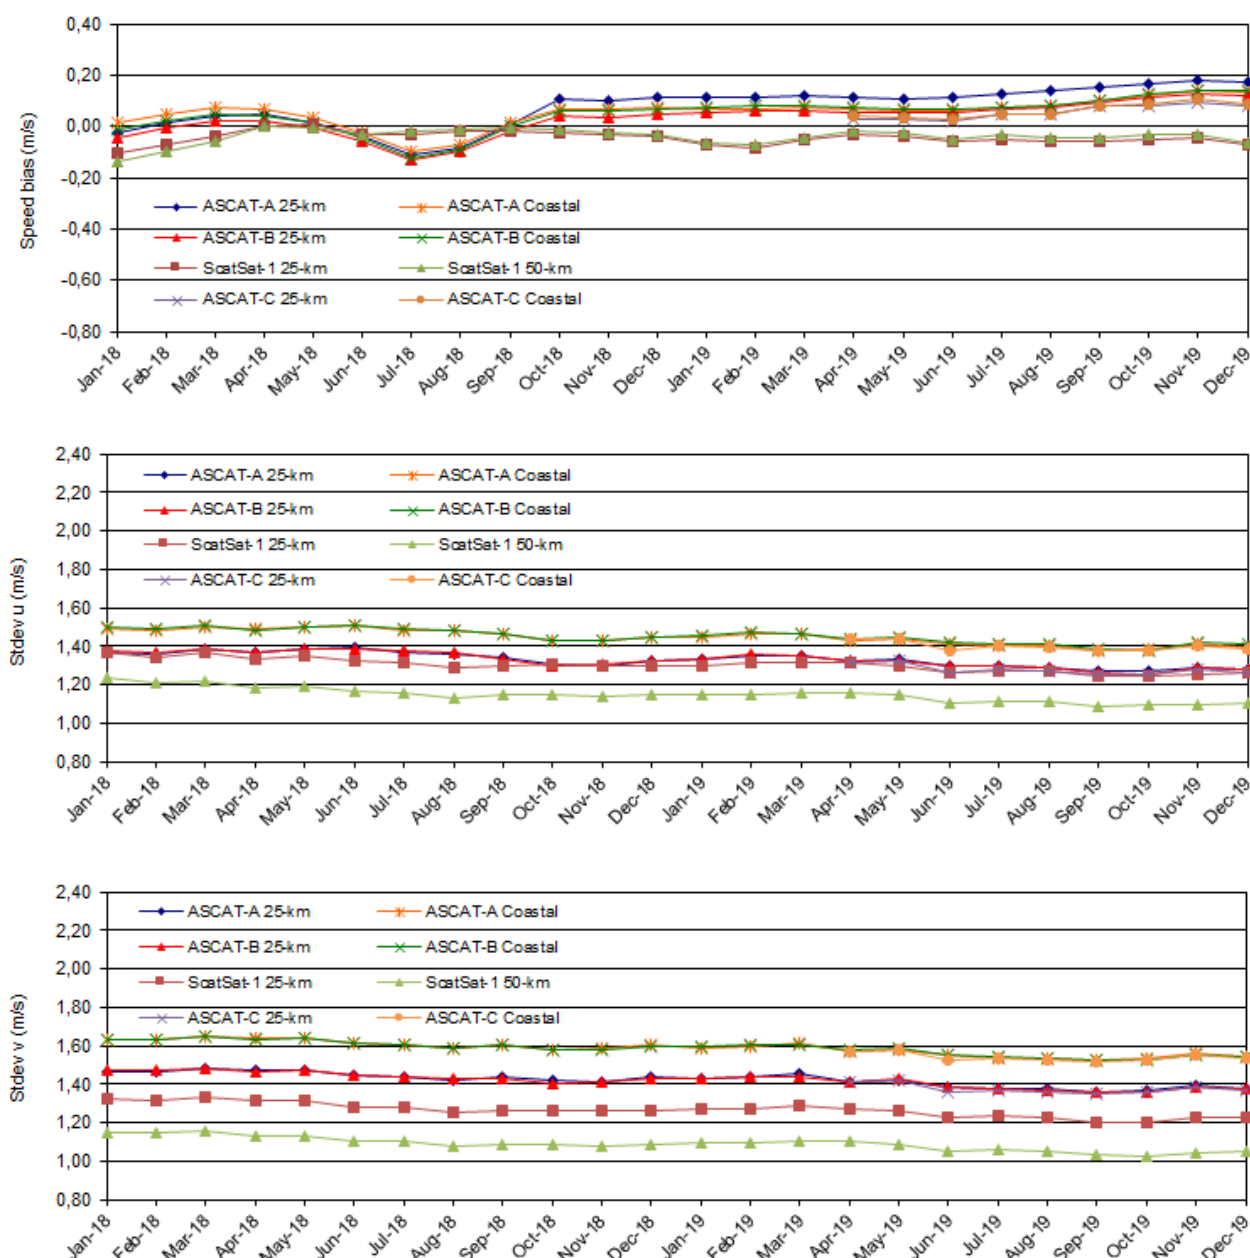 0,40
0,20
0,00
-0,20
-0,40
-0,60
-0,80
Speed bias (m/s)
ASCAT-A 25-km ASCAT-A Coastal
ASCAT-B 25-km ASCAT-B Coastal
ScatSat-1 25-km ScatSat-1 50-km
ASCAT-C 25-km ASCAT-C Coastal
Jan-18 Feb-18 Mar-18 Apr-18 May-18 Jun-18 Jul-18 Aug-18 Sep-18 Oct-18 Nov-18 Dec-18 Jan-19 Feb-19 Mar-19 Apr-19 May-19 Jun-19 Jul-19 Aug-19 Sep-19 Oct-19 Nov-19 Dec-19
2,40
2,20
2,00
1,80
1,60
1,40
1,20
1,00
0,80
Stdev u (m/s)
ASCAT-A 25-km ASCAT-A Coastal
ASCAT-B 25-km ASCAT-B Coastal
ScatSat-1 25-km ScatSat-1 50-km
ASCAT-C 25-km ASCAT-C Coastal
Jan-18 Feb-18 Mar-18 Apr-18 May-18 Jun-18 Jul-18 Aug-18 Sep-18 Oct-18 Nov-18 Dec-18 Jan-19 Feb-19 Mar-19 Apr-19 May-19 Jun-19 Jul-19 Aug-19 Sep-19 Oct-19 Nov-19 Dec-19
2,40
2,20
2,00
1,80
1,60
1,40
1,20
1,00
0,80
Stdev v (m/s)
ASCAT-A 25-km ASCAT-A Coastal
ASCAT-B 25-km ASCAT-B Coastal
ScatSat-1 25-km ScatSat-1 50-km
ASCAT-C 25-km ASCAT-C Coastal
Jan-18 Feb-18 Mar-18 Apr-18 May-18 Jun-18 Jul-18 Aug-18 Sep-18 Oct-18 Nov-18 Dec-18 Jan-19 Feb-19 Mar-19 Apr-19 May-19 Jun-19 Jul-19 Aug-19 Sep-19 Oct-19 Nov-19 Dec-19